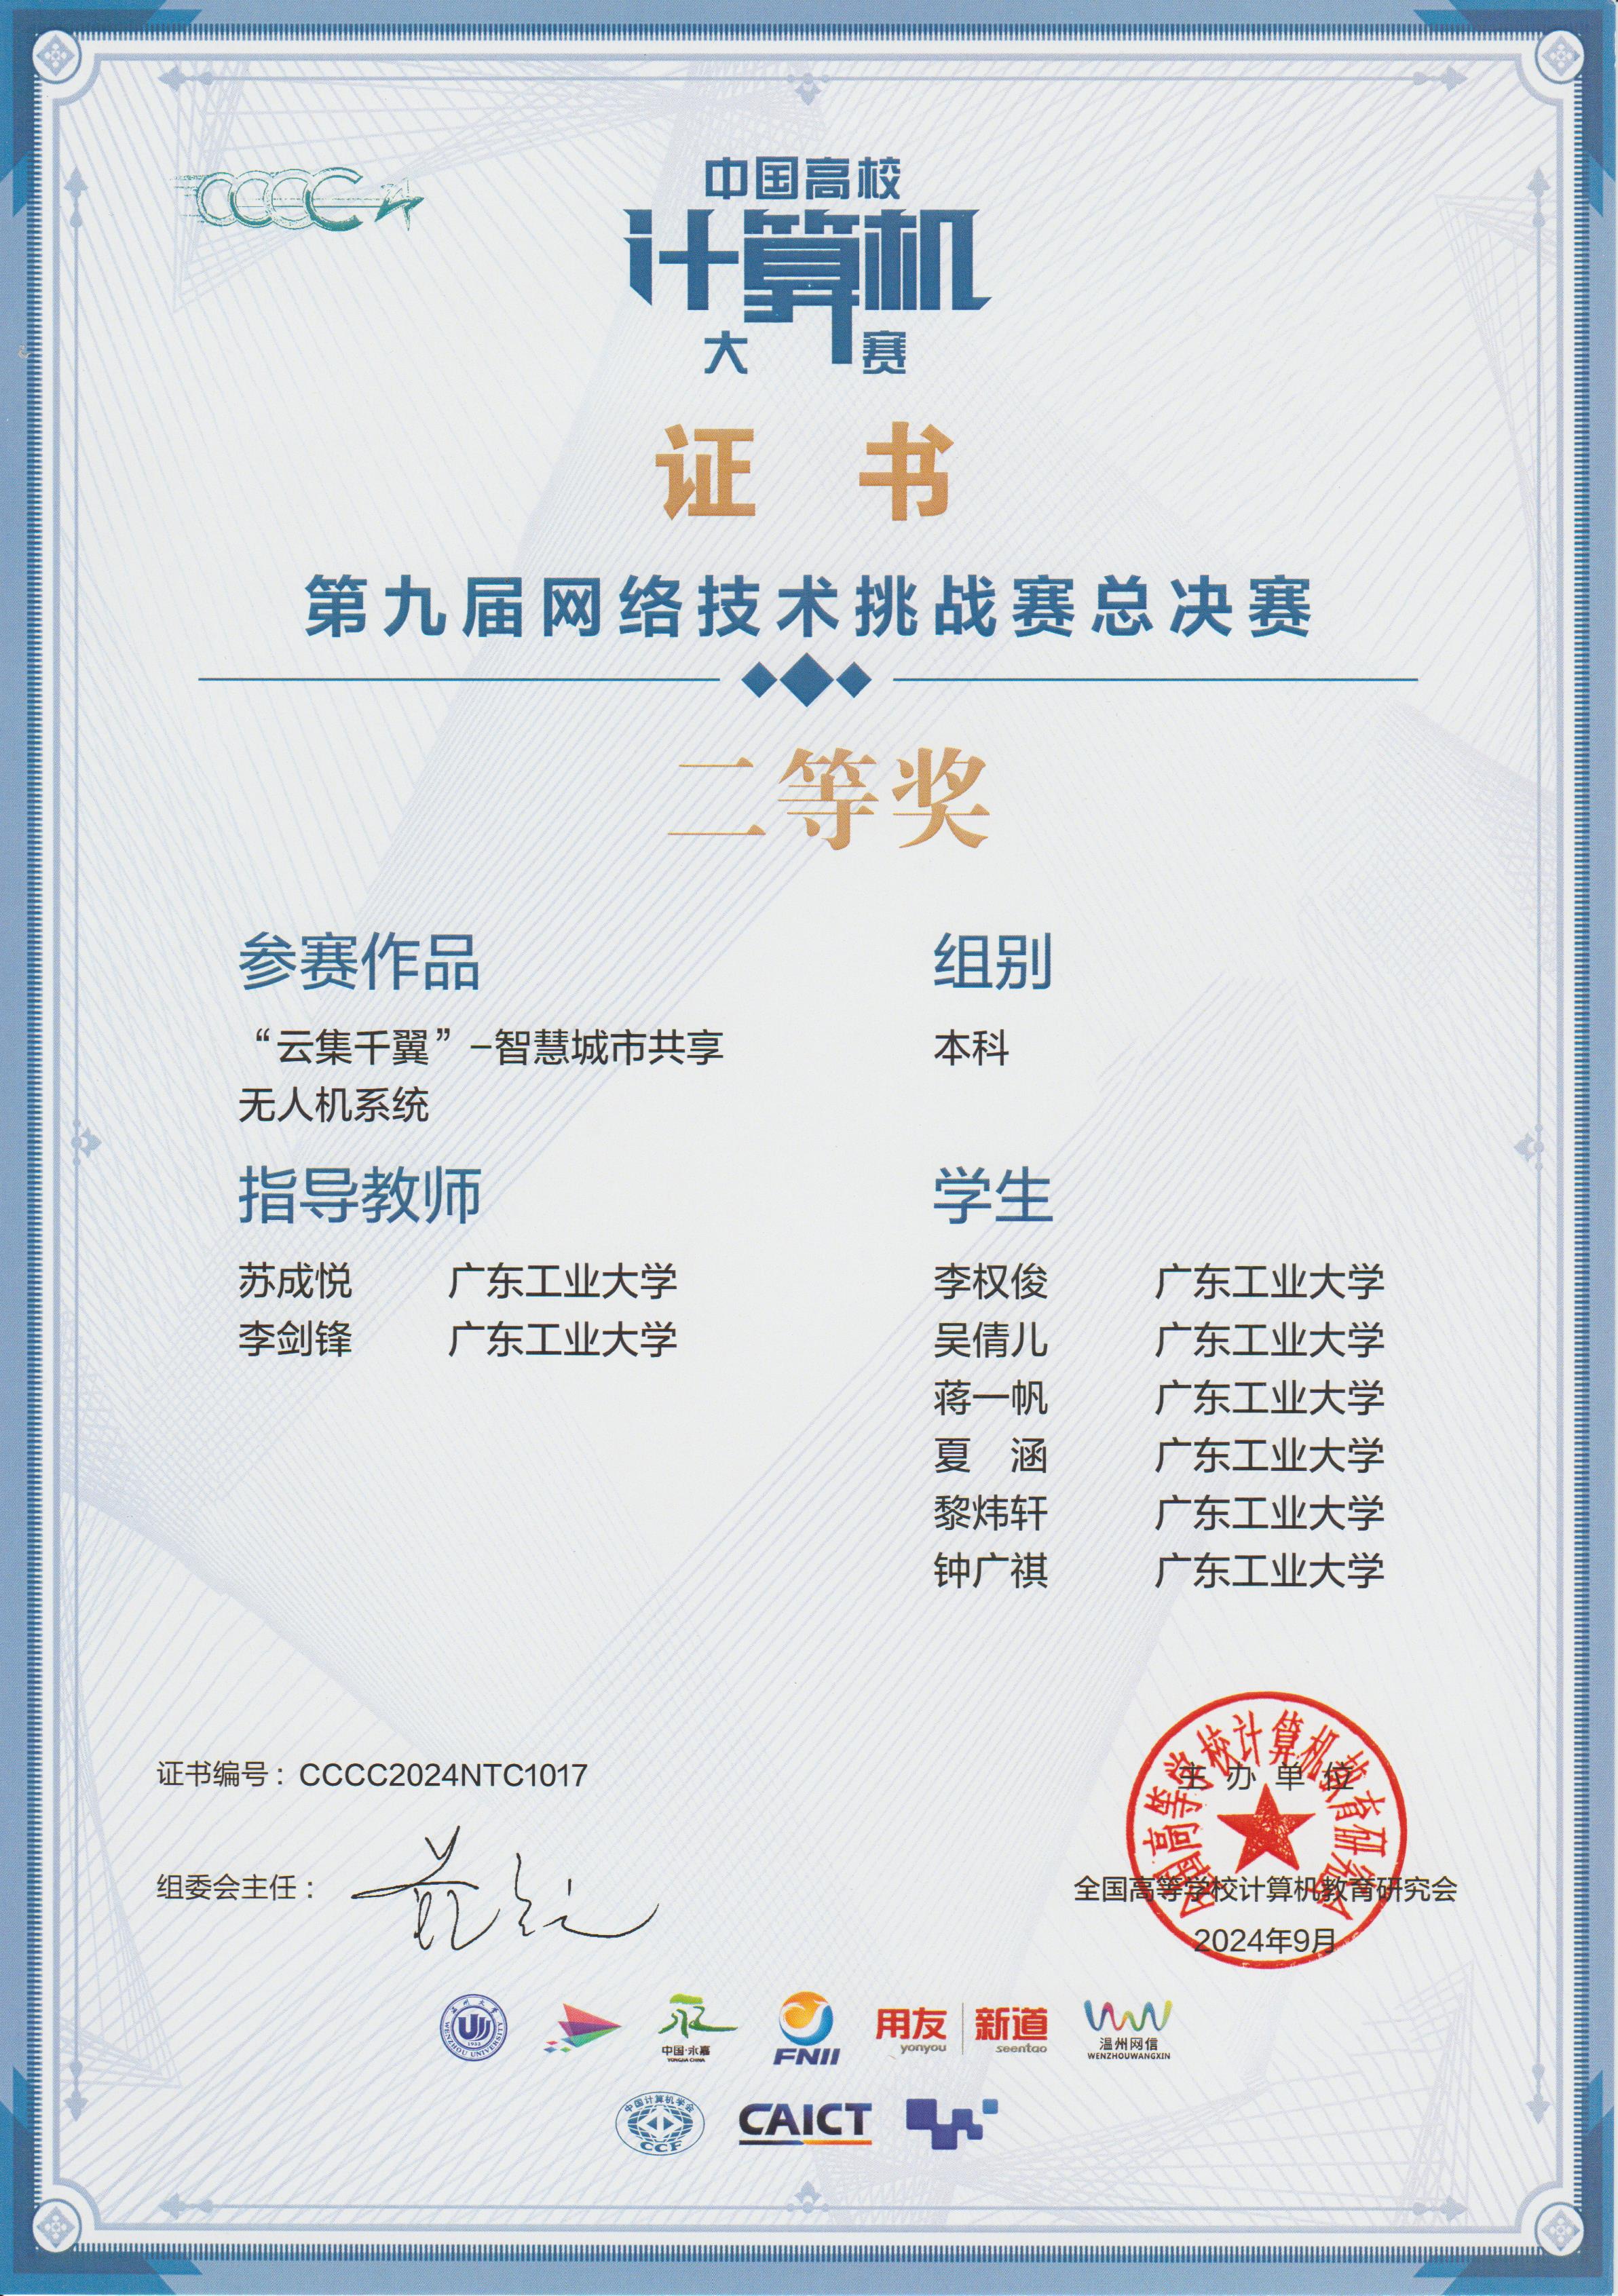 CCCC24
中国高校
计算机
大赛
证 书
第九届网络技术挑战赛总决赛
二等奖
参赛作品
“云集千翼”–智慧城市共享
无人机系统
组别
本科
指导教师
苏成悦 广东工业大学
李剑锋 广东工业大学
学生
李权俊 广东工业大学
吴倩儿 广东工业大学
蒋一帆 广东工业大学
夏 涵 广东工业大学
黎炜轩 广东工业大学
钟广祺 广东工业大学
证书编号：CCCC2024NTC1017
组委会主任：
主办单位
全国高等学校计算机教育研究会
2024年9月
全国高等学校计算机教育研究会
温州大学
WENZHOU UNIVERSITY
1933
中国·永嘉
YONGJIA CHINA
FNII
用友
yonyou
新道
seentao
温州网信
WENZHOUWANGXIN
中国计算机学会
CCF
CAICT